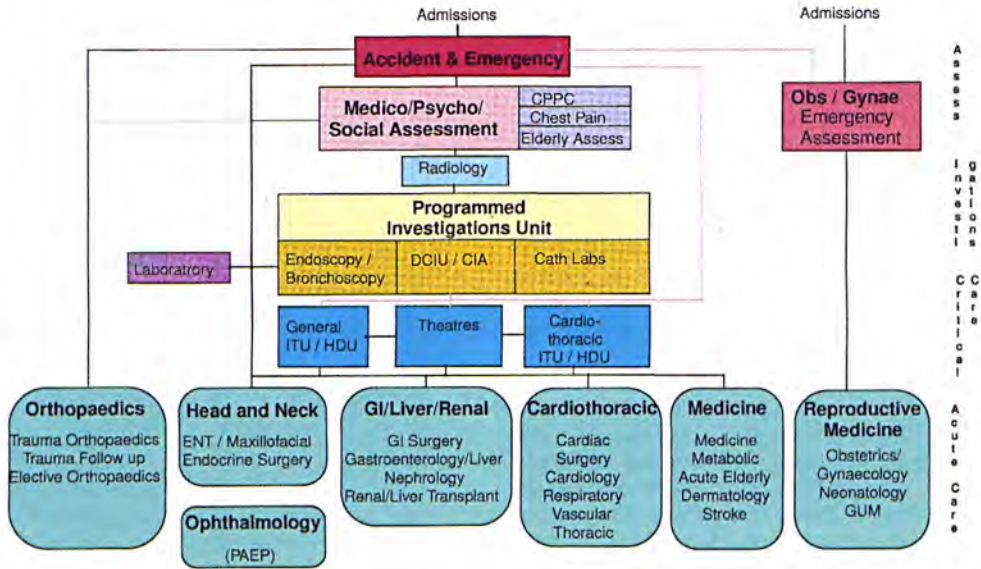 Admissions
Admissions
Accident & Emergency
Medico/Psycho/
Social Assessment
CPPC
Chest Pain
Elderly Assess
Obs / Gynae
Emergency
Assessment
Radiology
Programmed
Investigations Unit
Laboratrory
Endoscopy /
Bronchoscopy
DCIU / CIA
Cath Labs
General
ITU / HDU
Theatres
Cardio-
thoracic
ITU / HDU
Orthopaedics
Trauma Orthopaedics
Trauma Follow up
Elective Orthopaedics
Head and Neck
ENT / Maxillofacial
Endocrine Surgery
Ophthalmology
(PAEP)
GI/Liver/Renal
GI Surgery
Gastroenterology/Liver
Nephrology
Renal/Liver Transplant
Cardiothoracic
Cardiac
Surgery
Cardiology
Respiratory
Vascular
Thoracic
Medicine
Medicine
Metabolic
Acute Elderly
Dermatology
Stroke
Reproductive
Medicine
Obstetrics/
Gynaecology
Neonatology
GUM
Assess
Investi
gations
Critical
Care
Acute Care